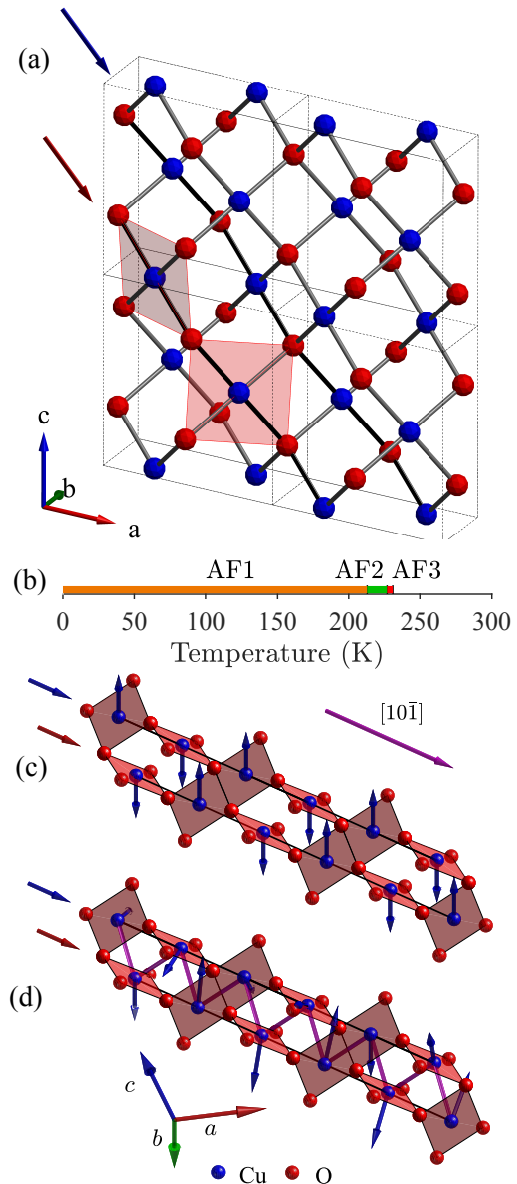 (a)
c
b
a
(b)
AF1 AF2 AF3
0 50 100 150 200 250 300
Temperature (K)
[101̄]
(c)
(d)
c
b
a
Cu O